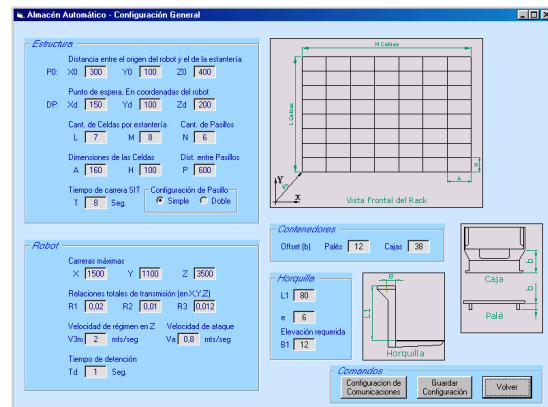 Almacén Automático - Configuración General
Estructura
Distancia entre el origen del robot y el de la estantería
P0: X0 300 Y0 100 Z0 400
Punto de espera. En coordenadas del robot
DP: Xd 150 Yd 100 Zd 200
Cant. de Celdas por estantería Cant. de Pasillos
L 7 M 8 N 6
Dimensiones de las Celdas Dist. entre Pasillos
A 160 H 100 P 600
Tiempo de carrera SIT Configuración de Pasillo
T 8 Seg. Simple Doble
Robot
Carreras máximas
X 1500 Y 1100 Z 3500
Relaciones totales de transmisión (en X,Y,Z)
R1 0,02 R2 0,01 R3 0,012
Velocidad de régimen en Z Velocidad de ataque
V3m 2 mts/seg Va 0,8 mts/seg
Tiempo de detención
Td 1 Seg.
M Celdas
L Celdas
H
A
Y
P0
X
Vista Frontal del Rack
Contenedores
Offset (b) Palés 12 Cajas 38
Horquilla
L1 80
e 6
Elevación requerida
B1 12
e
L1
Horquilla
b
Caja
b
Palé
Comandos
Configuracion de Comunicaciones
Guardar Configuración
Volver